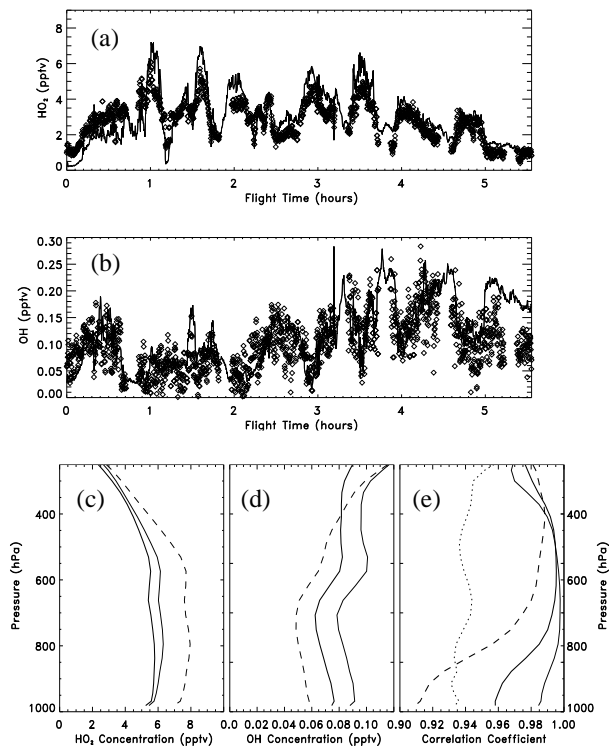 (a)
HO₂ (pptv)
8
6
4
2
0
0 1 2 3 4 5
Flight Time (hours)
(b)
OH (pptv)
0.30
0.25
0.20
0.15
0.10
0.05
0.00
0 1 2 3 4 5
Flight Time (hours)
(c) (d) (e)
Pressure (hPa)
400 400
600 600
800 800
1000 1000
0 2 4 6 8 10
HO₂ Concentration (pptv)
0.0 0.02 0.04 0.06 0.08 0.10
OH Concentration (pptv)
0.90 0.92 0.94 0.96 0.98 1.00
Correlation Coefficient
Pressure (hPa)